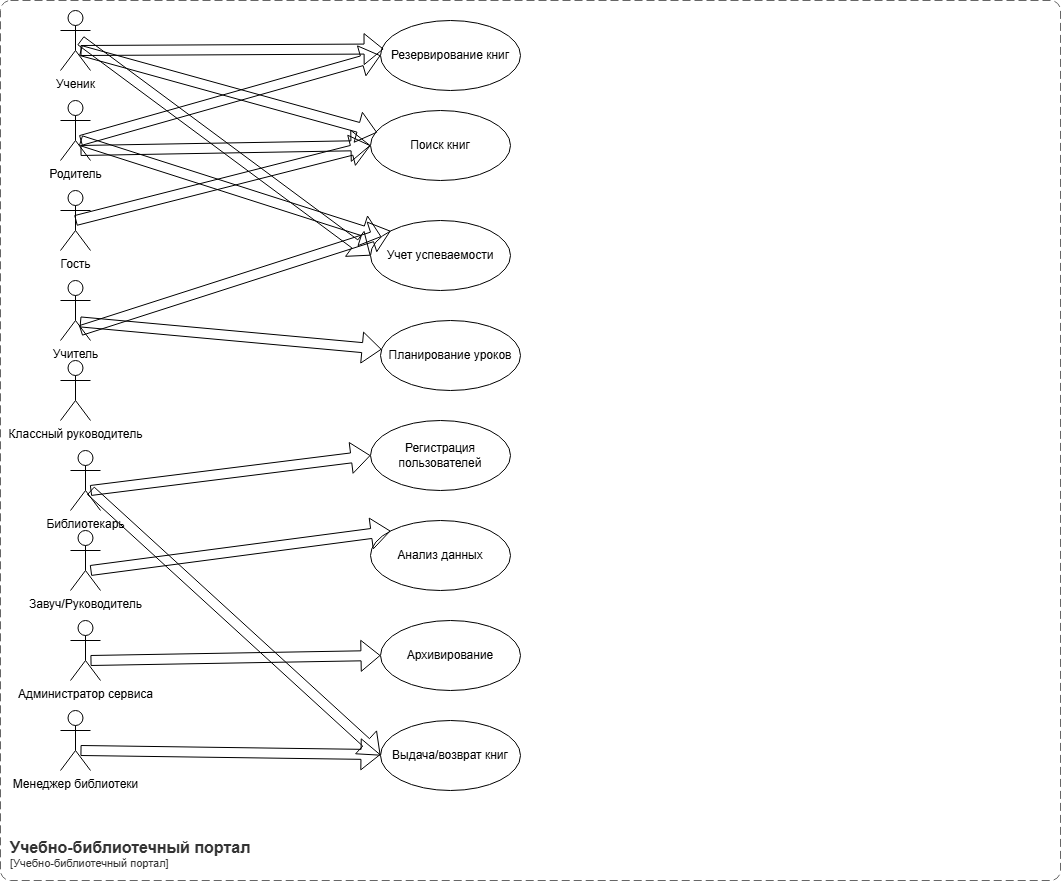 Ученик
Резервирование книг
Родитель
Поиск книг
Гость
Учет успеваемости
Учитель
Планирование уроков
Классный руководитель
Регистрация
пользователей
Библиотекарь
Анализ данных
Завуч/Руководитель
Архивирование
Администратор сервиса
Выдача/возврат книг
Менеджер библиотеки
Учебно-библиотечный портал
[Учебно-библиотечный портал]